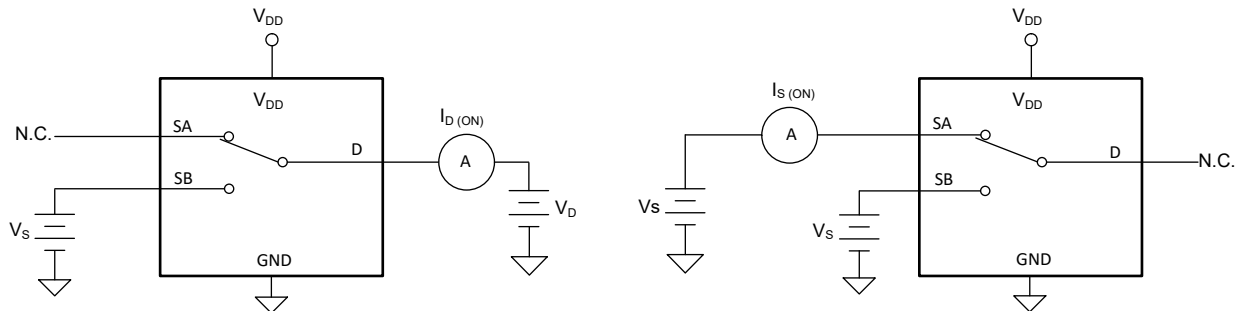 VDD
VDD
N.C.
SA
SB
D
ID (ON)
A
VS
VD
GND
VDD
VDD
IS (ON)
A
SA
SB
D
N.C.
Vs
VS
GND